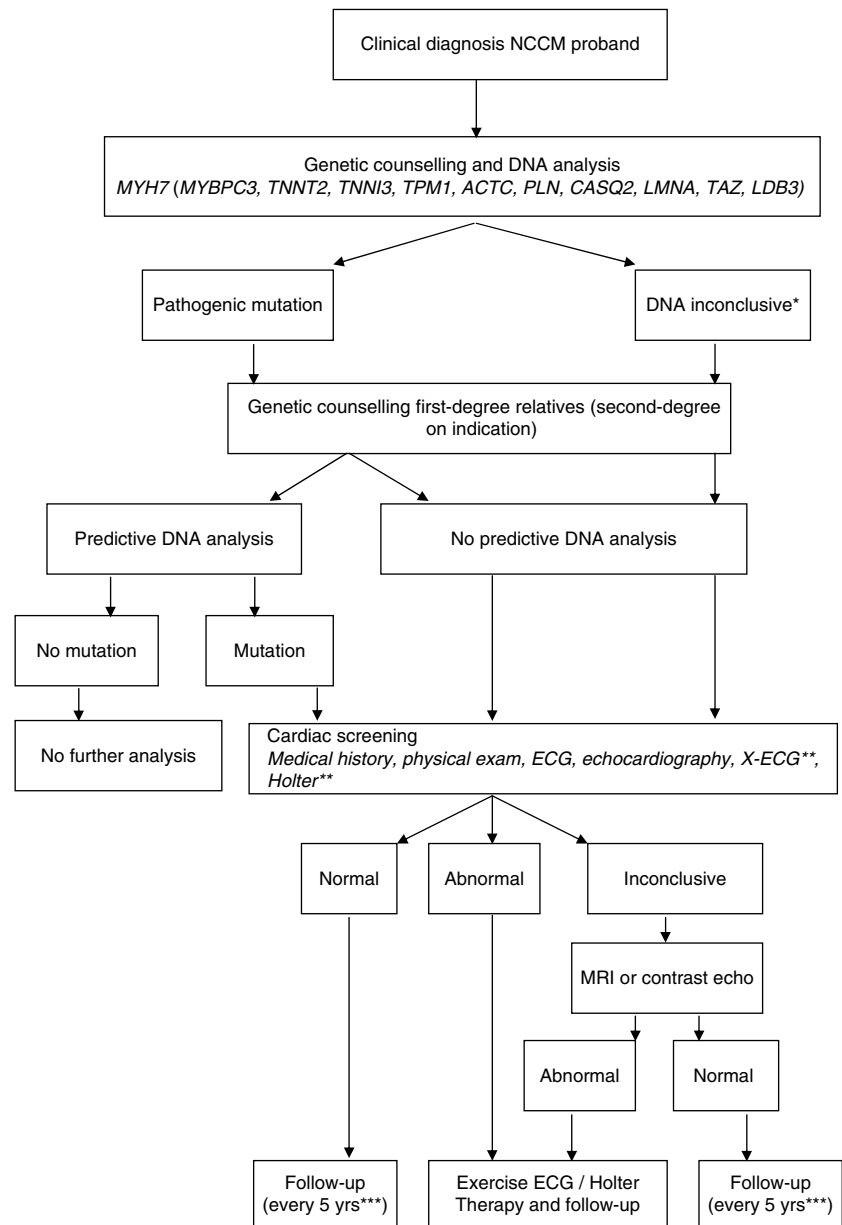 Clinical diagnosis NCCM proband
Genetic counselling and DNA analysis
MYH7 (MYBPC3, TNNT2, TNNI3, TPM1, ACTC, PLN, CASQ2, LMNA, TAZ, LDB3)
Pathogenic mutation
DNA inconclusive*
Genetic counselling first-degree relatives (second-degree
on indication)
Predictive DNA analysis
No predictive DNA analysis
No mutation
Mutation
No further analysis
Cardiac screening
Medical history, physical exam, ECG, echocardiography, X-ECG**,
Holter**
Normal
Abnormal
Inconclusive
MRI or contrast echo
Abnormal
Normal
Follow-up
(every 5 yrs***)
Exercise ECG / Holter
Therapy and follow-up
Follow-up
(every 5 yrs***)